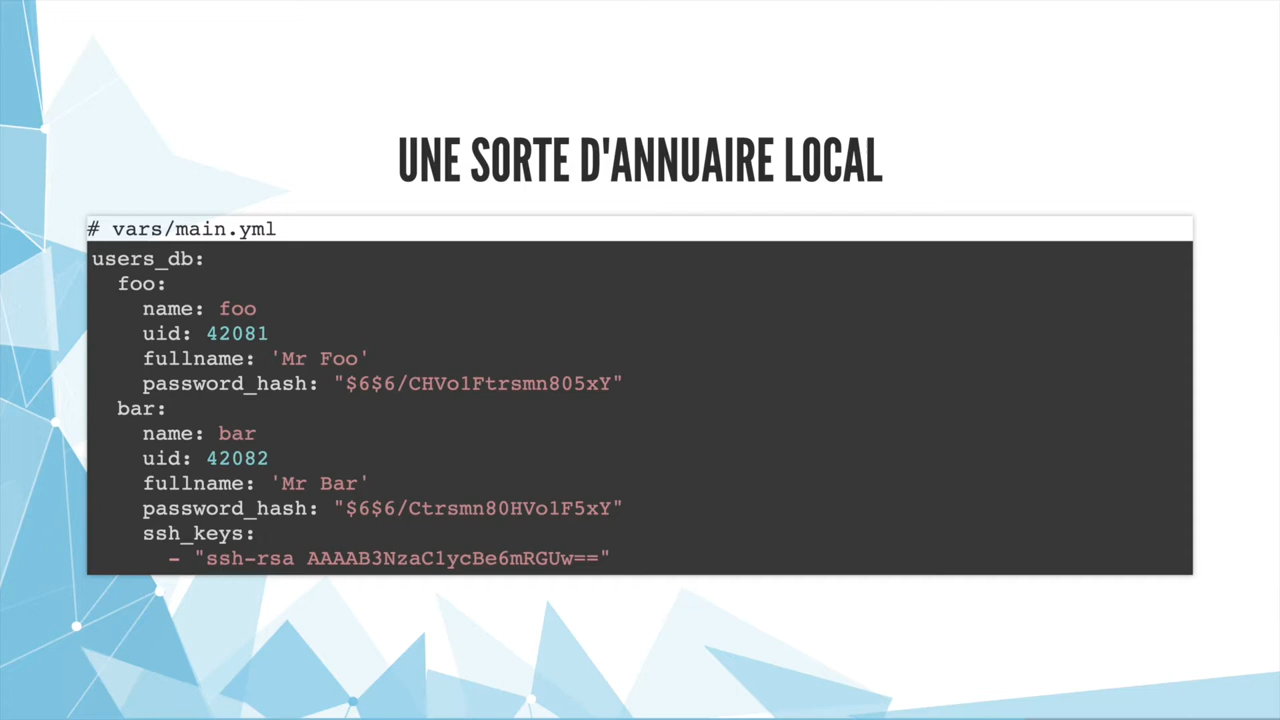 UNE SORTE D'ANNUAIRE LOCAL
# vars/main.yml
users_db:
  foo:
    name: foo
    uid: 42081
    fullname: 'Mr Foo'
    password_hash: "$6$6/CHVo1Ftrsmn805xY"
  bar:
    name: bar
    uid: 42082
    fullname: 'Mr Bar'
    password_hash: "$6$6/Ctrsmn80HVo1F5xY"
    ssh_keys:
      - "ssh-rsa AAAAB3NzaC1ycBe6mRGUw=="